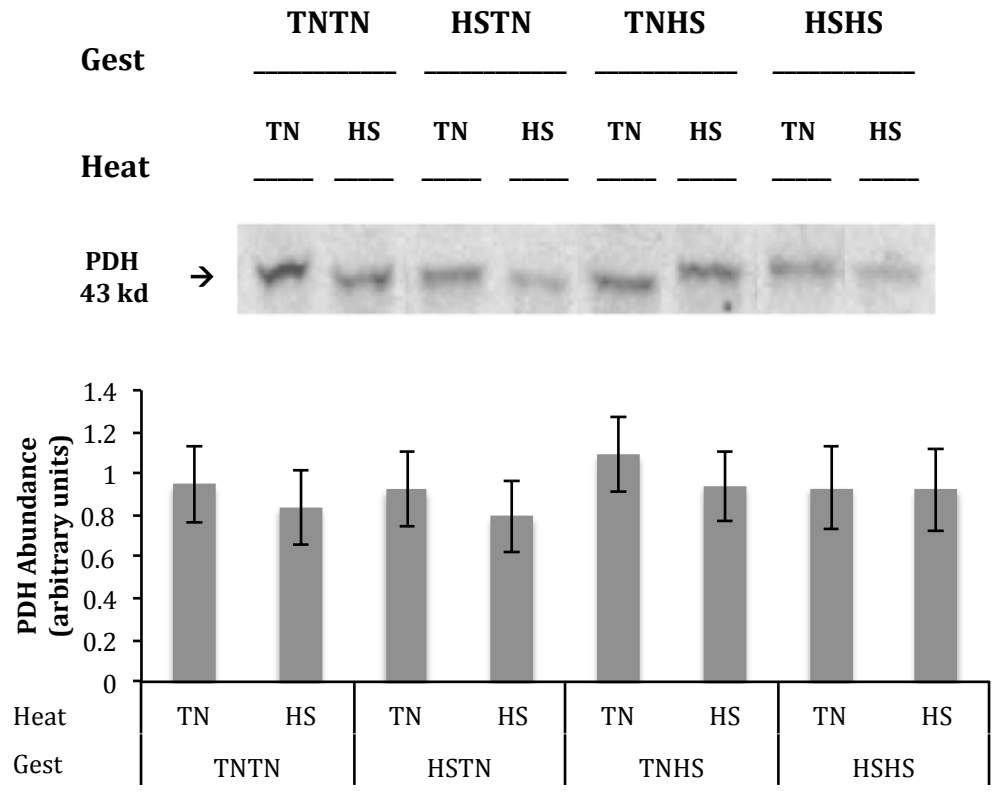 TNTN HSTN TNHS HSHS
Gest
TN HS TN HS TN HS TN HS
Heat
PDH
43 kd →
PDH Abundance
(arbitrary units)
1.4
1.2
1
0.8
0.6
0.4
0.2
0
Heat TN HS TN HS TN HS TN HS
Gest TNTN HSTN TNHS HSHS